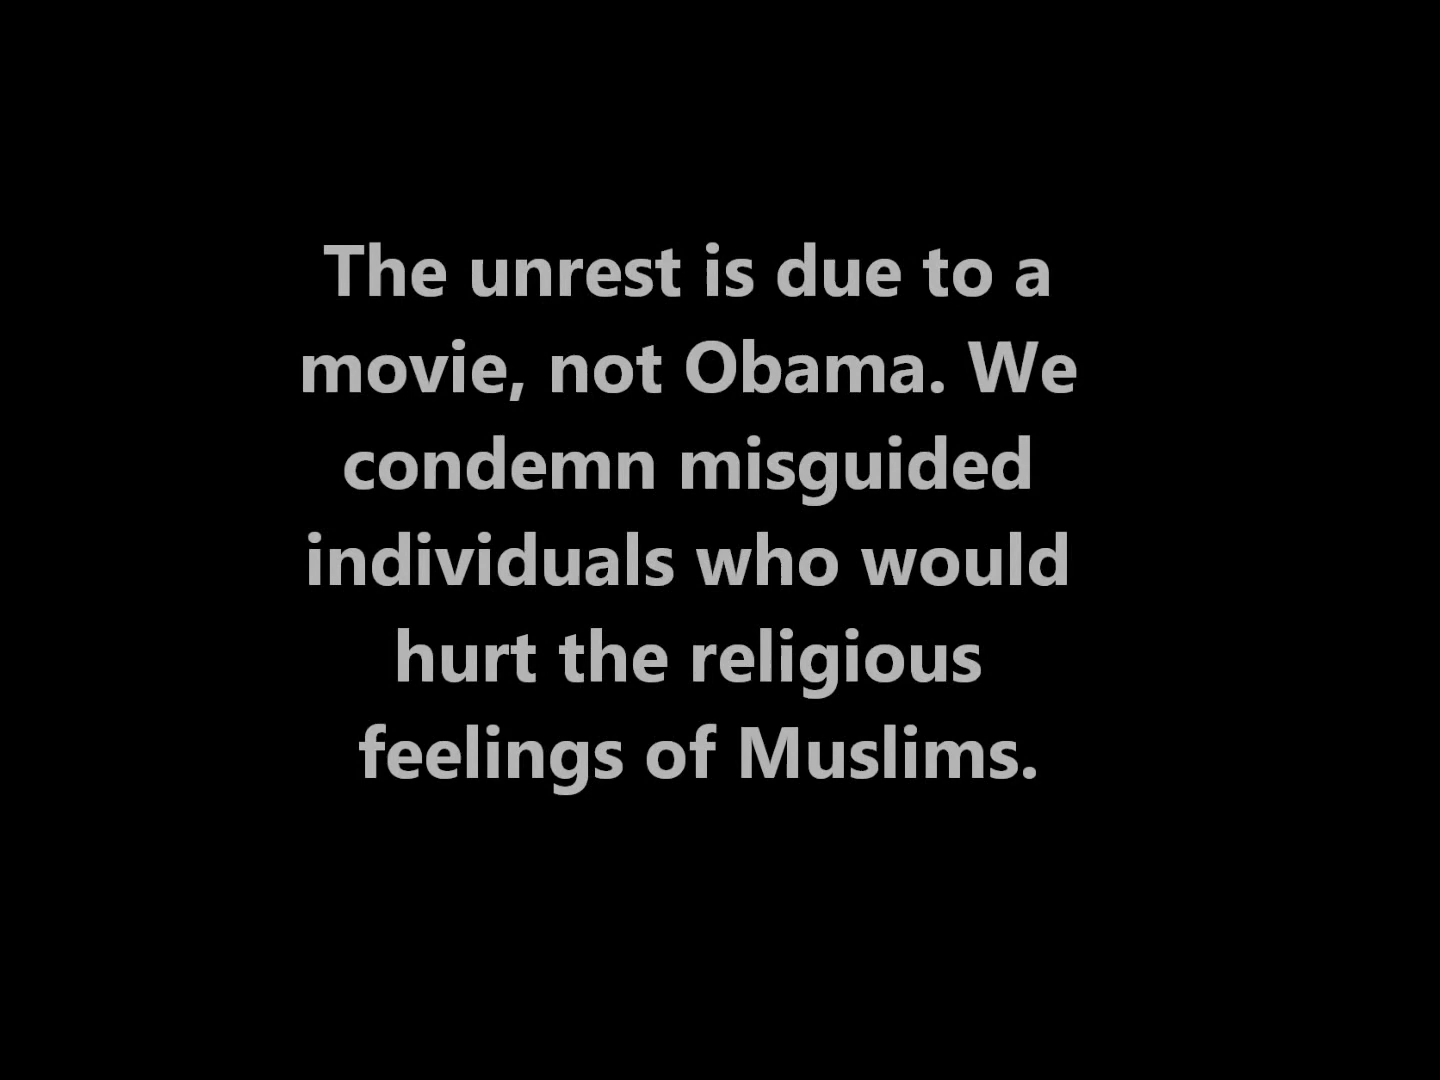 The unrest is due to a
movie, not Obama. We
condemn misguided
individuals who would
hurt the religious
feelings of Muslims.